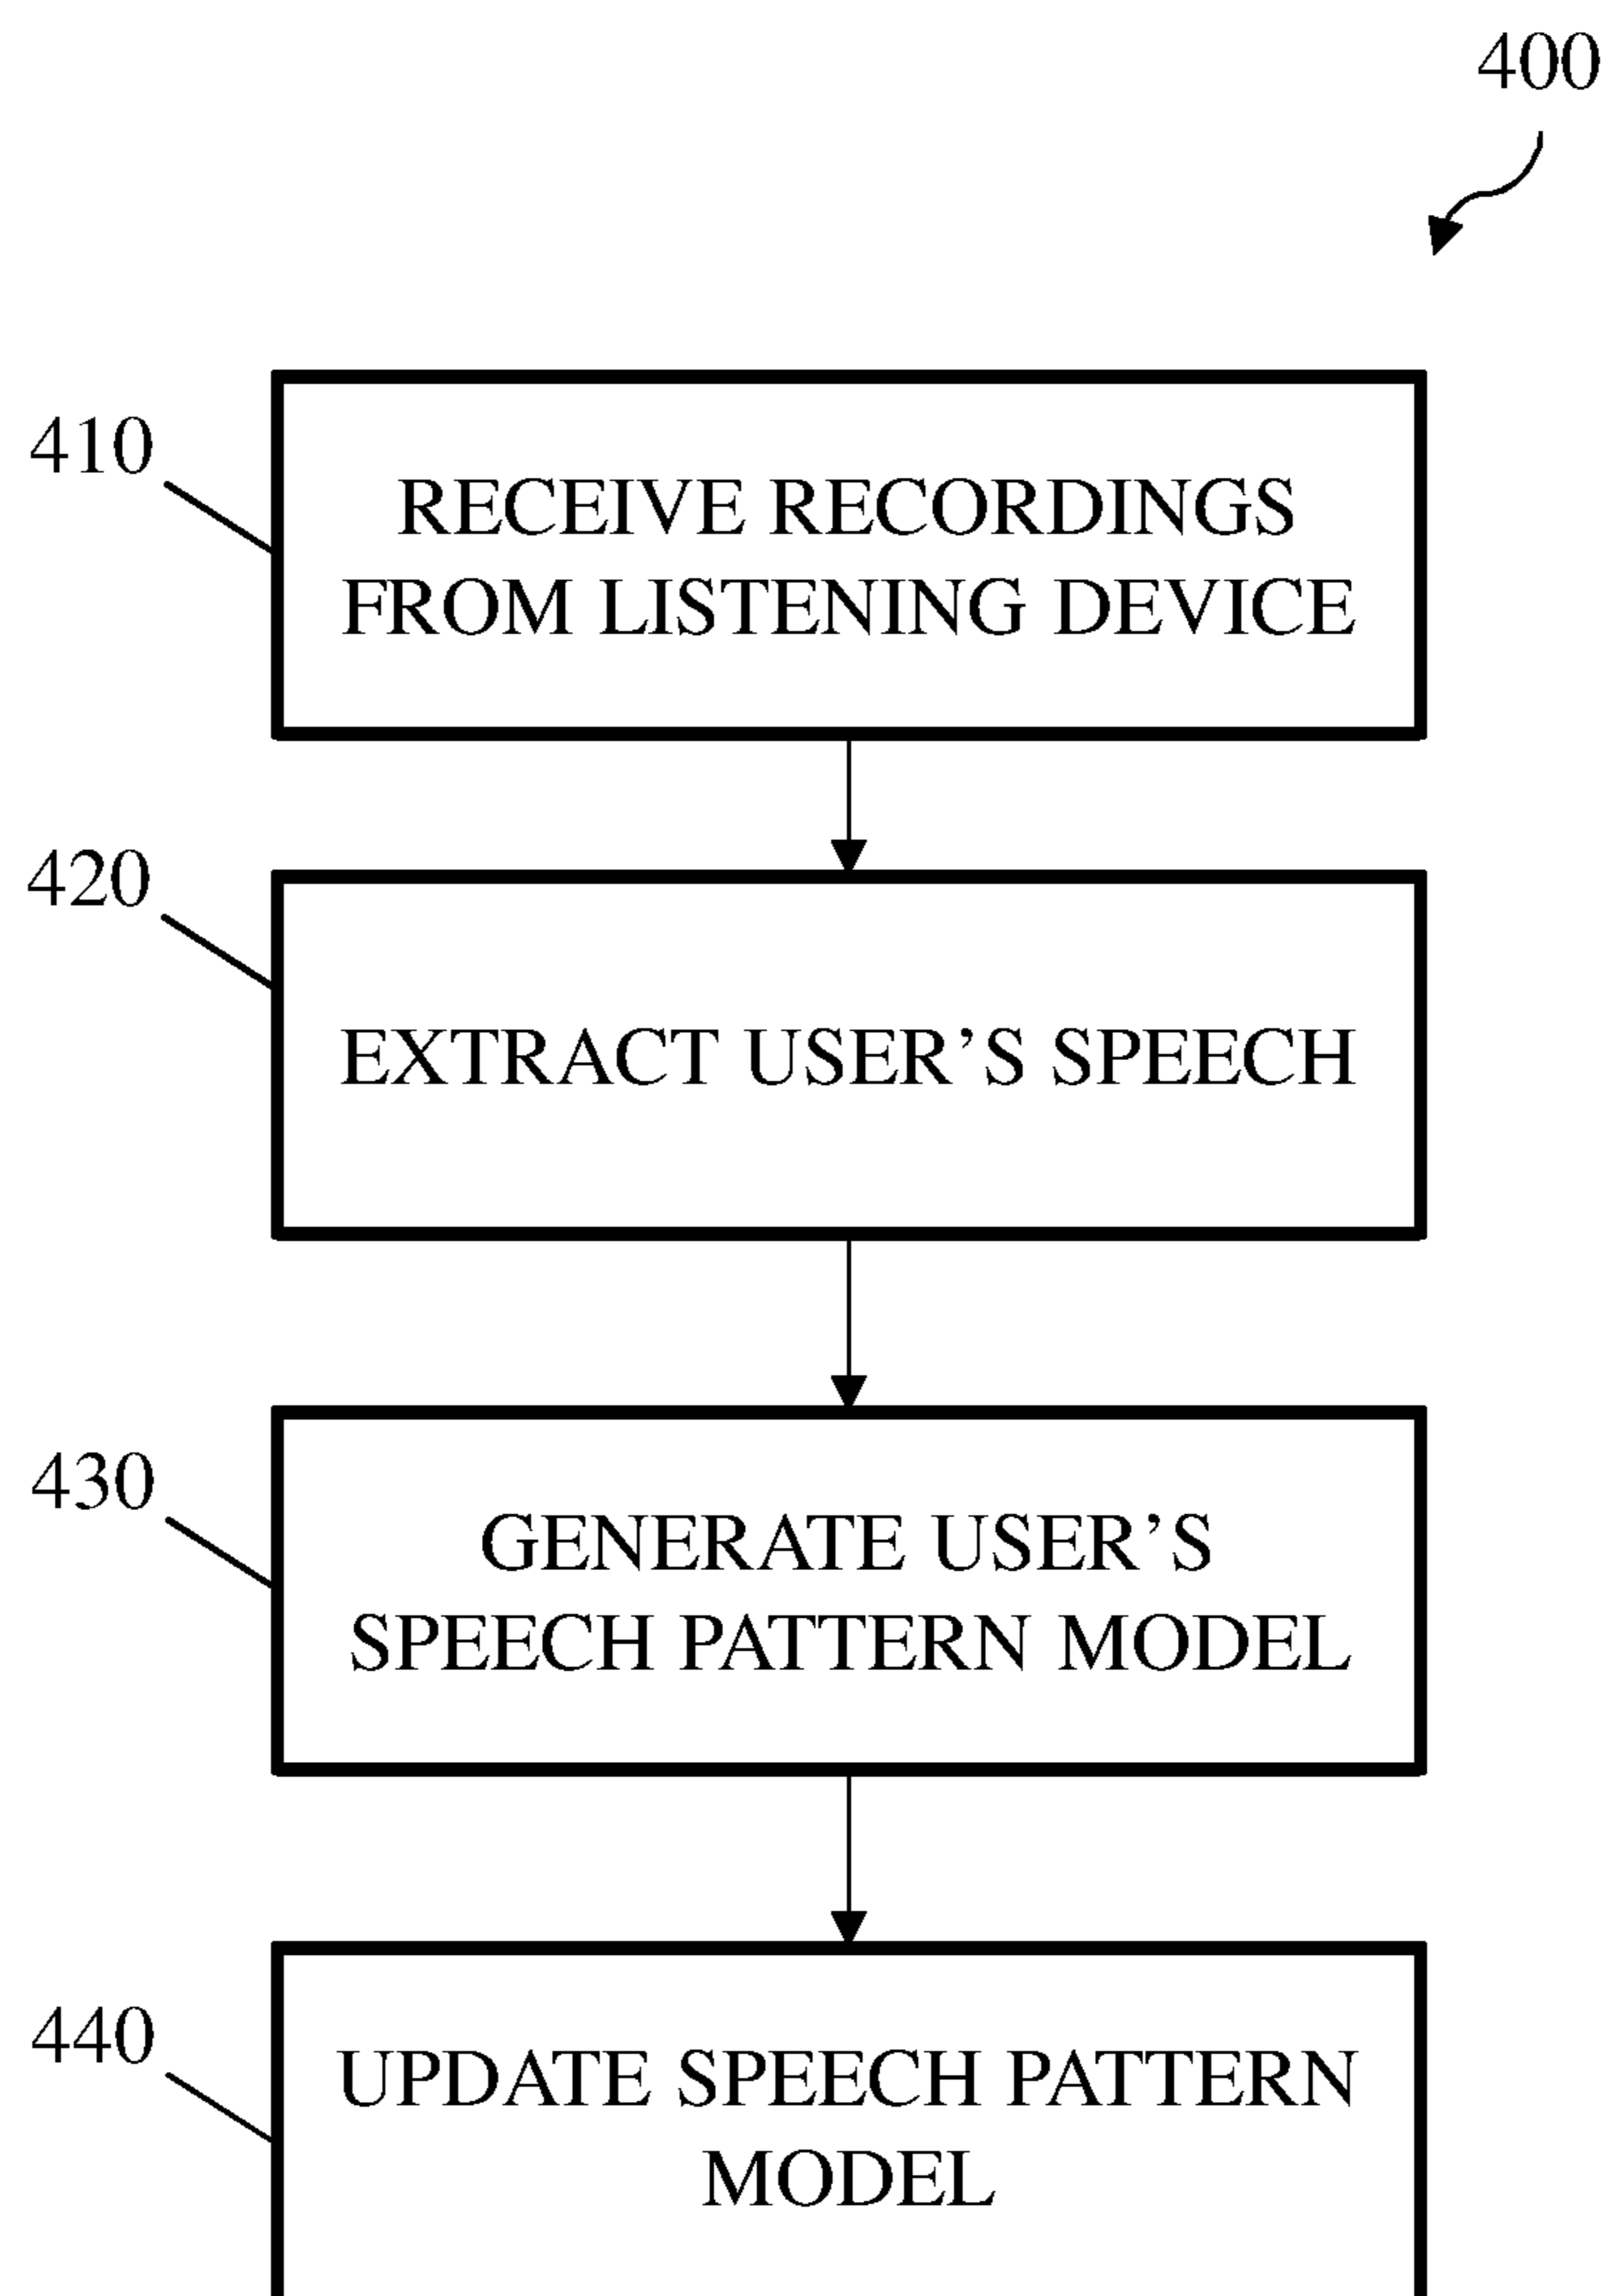 400
410
RECEIVE RECORDINGS
FROM LISTENING DEVICE
420
EXTRACT USER’S SPEECH
430
GENERATE USER’S
SPEECH PATTERN MODEL
440
UPDATE SPEECH PATTERN
MODEL